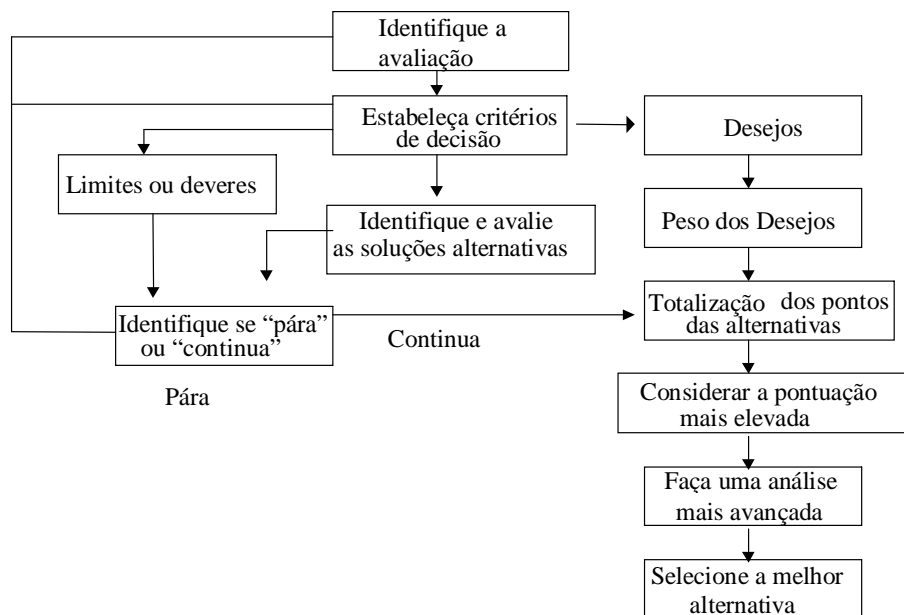 Identifique a
avaliação
Estabeleça critérios
de decisão
Desejos
Limites ou deveres
Identifique e avalie
as soluções alternativas
Peso dos Desejos
Identifique se “pára”
ou “continua”
Continua
Totalização dos pontos
das alternativas
Pára
Considerar a pontuação
mais elevada
Faça uma análise
mais avançada
Selecione a melhor
alternativa